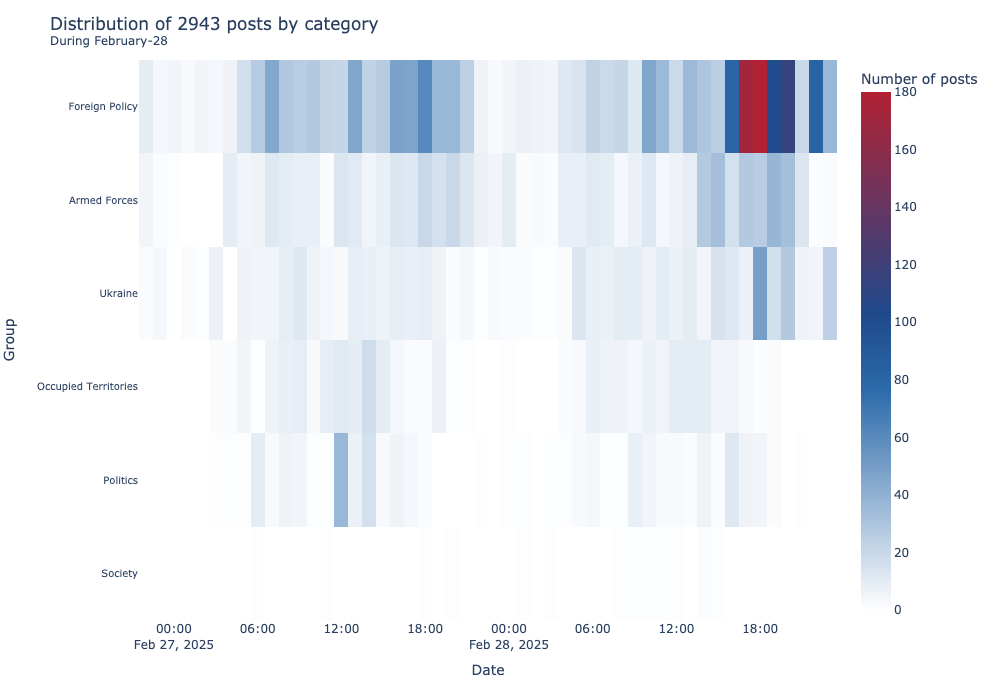 Distribution of 2943 posts by category
During February-28
Number of posts
180
160
140
120
100
80
60
40
20
0
Group
Foreign Policy
Armed Forces
Ukraine
Occupied Territories
Politics
Society
00:00 06:00 12:00 18:00 00:00 06:00 12:00 18:00
Feb 27, 2025 Feb 28, 2025
Date